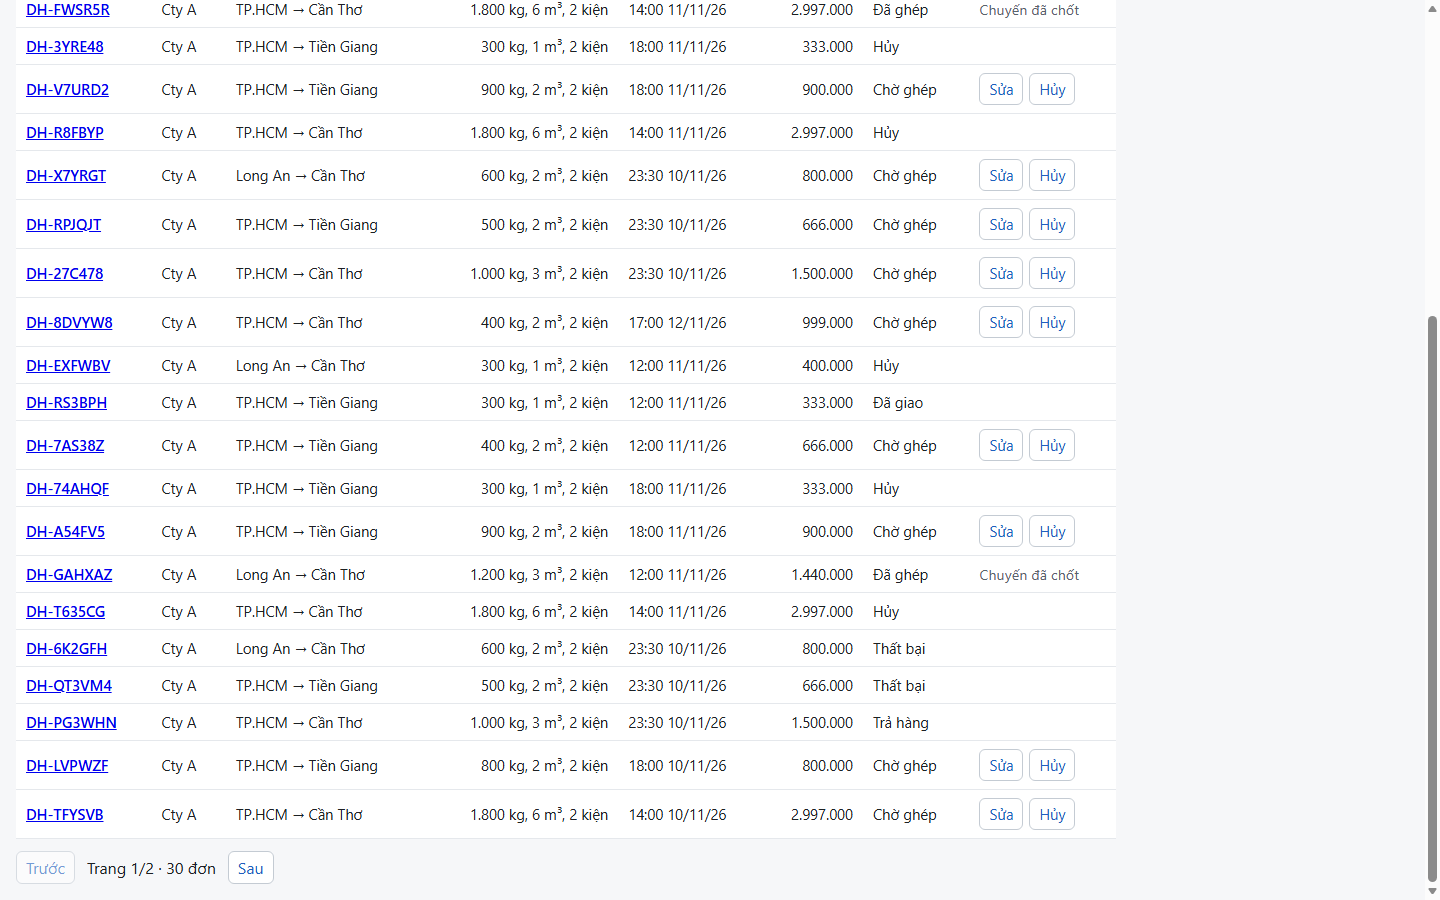 DH-FWSR5R Cty A TP.HCM → Cần Thơ 1.800 kg, 6 m³, 2 kiện 14:00 11/11/26 2.997.000 Đã ghép Chuyến đã chốt
DH-3YRE48 Cty A TP.HCM → Tiền Giang 300 kg, 1 m³, 2 kiện 18:00 11/11/26 333.000 Hủy
DH-V7URD2 Cty A TP.HCM → Tiền Giang 900 kg, 2 m³, 2 kiện 18:00 11/11/26 900.000 Chờ ghép Sửa Hủy
DH-R8FBYP Cty A TP.HCM → Cần Thơ 1.800 kg, 6 m³, 2 kiện 14:00 11/11/26 2.997.000 Hủy
DH-X7YRGT Cty A Long An → Cần Thơ 600 kg, 2 m³, 2 kiện 23:30 10/11/26 800.000 Chờ ghép Sửa Hủy
DH-RPJQJT Cty A TP.HCM → Tiền Giang 500 kg, 2 m³, 2 kiện 23:30 10/11/26 666.000 Chờ ghép Sửa Hủy
DH-27C478 Cty A TP.HCM → Cần Thơ 1.000 kg, 3 m³, 2 kiện 23:30 10/11/26 1.500.000 Chờ ghép Sửa Hủy
DH-8DVYW8 Cty A TP.HCM → Cần Thơ 400 kg, 2 m³, 2 kiện 17:00 12/11/26 999.000 Chờ ghép Sửa Hủy
DH-EXFWBV Cty A Long An → Cần Thơ 300 kg, 1 m³, 2 kiện 12:00 11/11/26 400.000 Hủy
DH-RS3BPH Cty A TP.HCM → Tiền Giang 300 kg, 1 m³, 2 kiện 12:00 11/11/26 333.000 Đã giao
DH-7AS38Z Cty A TP.HCM → Tiền Giang 400 kg, 2 m³, 2 kiện 12:00 11/11/26 666.000 Chờ ghép Sửa Hủy
DH-74AHQF Cty A TP.HCM → Tiền Giang 300 kg, 1 m³, 2 kiện 18:00 11/11/26 333.000 Hủy
DH-A54FV5 Cty A TP.HCM → Tiền Giang 900 kg, 2 m³, 2 kiện 18:00 11/11/26 900.000 Chờ ghép Sửa Hủy
DH-GAHXAZ Cty A Long An → Cần Thơ 1.200 kg, 3 m³, 2 kiện 12:00 11/11/26 1.440.000 Đã ghép Chuyến đã chốt
DH-T635CG Cty A TP.HCM → Cần Thơ 1.800 kg, 6 m³, 2 kiện 14:00 11/11/26 2.997.000 Hủy
DH-6K2GFH Cty A Long An → Cần Thơ 600 kg, 2 m³, 2 kiện 23:30 10/11/26 800.000 Thất bại
DH-QT3VM4 Cty A TP.HCM → Tiền Giang 500 kg, 2 m³, 2 kiện 23:30 10/11/26 666.000 Thất bại
DH-PG3WHN Cty A TP.HCM → Cần Thơ 1.000 kg, 3 m³, 2 kiện 23:30 10/11/26 1.500.000 Trả hàng
DH-LVPWZF Cty A TP.HCM → Tiền Giang 800 kg, 2 m³, 2 kiện 18:00 10/11/26 800.000 Chờ ghép Sửa Hủy
DH-TFYSVB Cty A TP.HCM → Cần Thơ 1.800 kg, 6 m³, 2 kiện 14:00 10/11/26 2.997.000 Chờ ghép Sửa Hủy
Trước Trang 1/2 · 30 đơn Sau